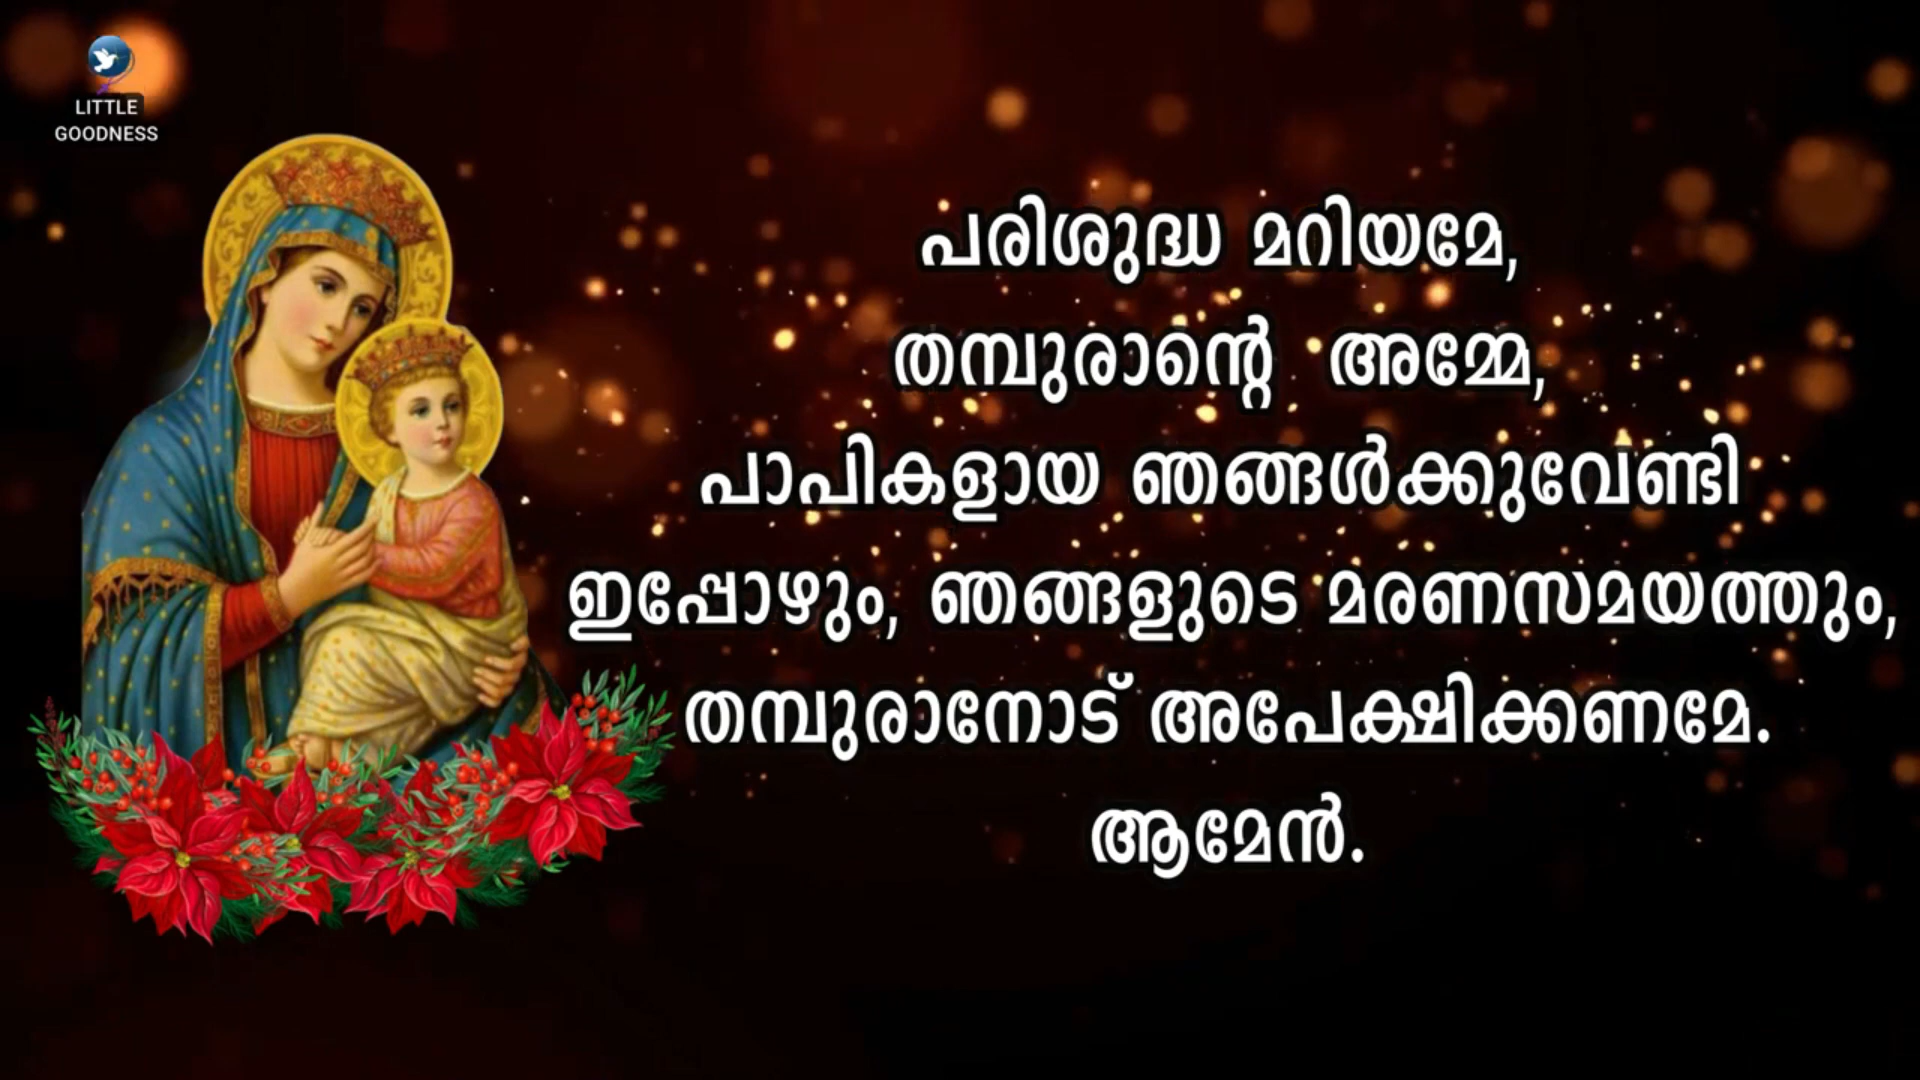 LITTLE
GOODNESS
പരിശുദ്ധ മറിയമേ,
തമ്പുരാന്റെ അമ്മേ,
പാപികളായ ഞങ്ങൾക്കുവേണ്ടി
ഇപ്പോഴും, ഞങ്ങളുടെ മരണസമയത്തും,
തമ്പുരാനോട് അപേക്ഷിക്കണമേ.
ആമേൻ.